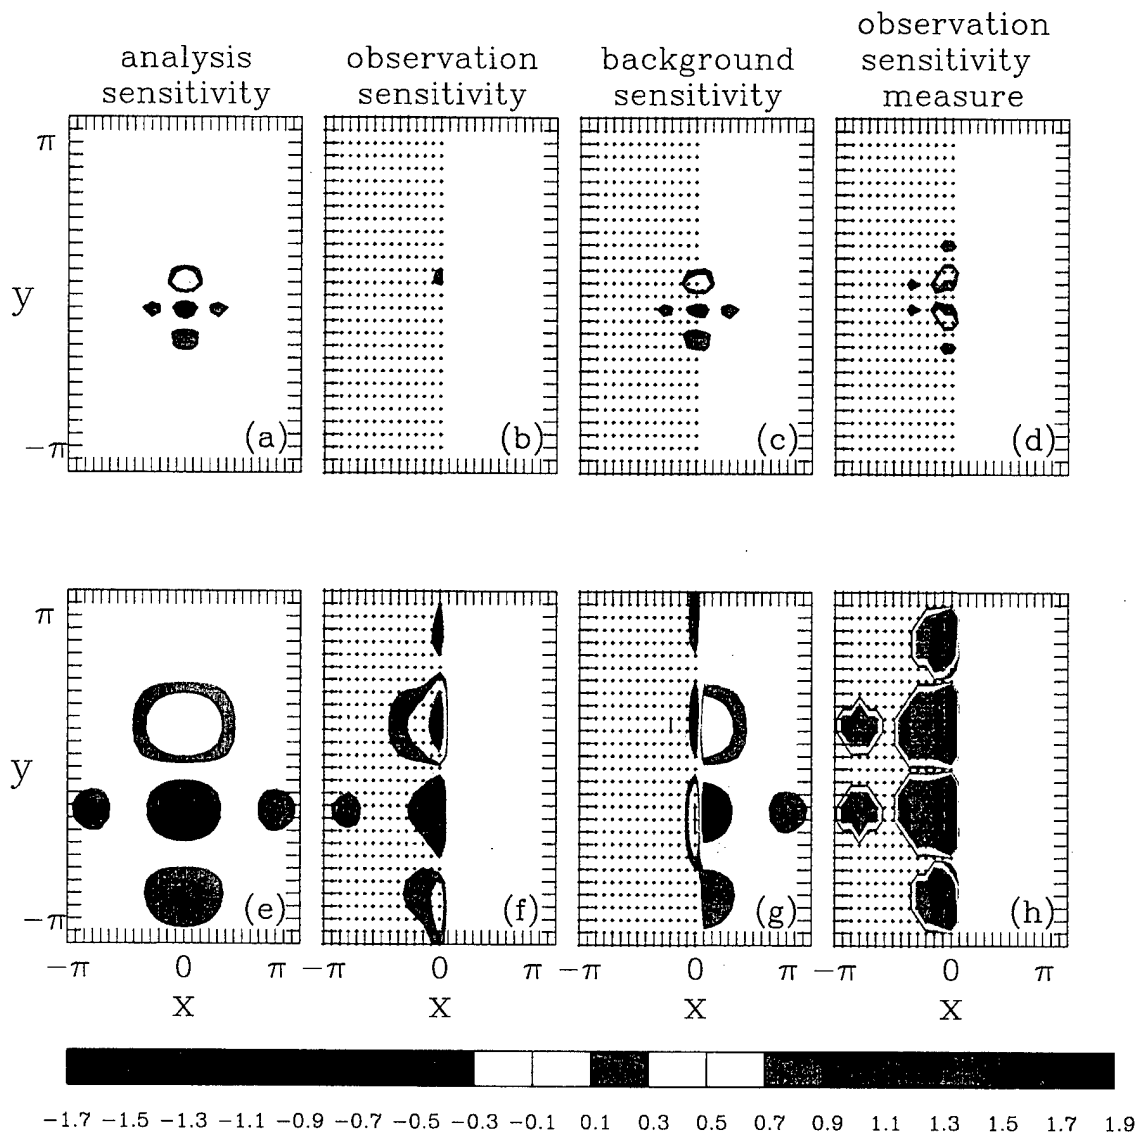 analysis
sensitivity
observation
sensitivity
background
sensitivity
observation
sensitivity
measure
π
y
−π
(a)
(b)
(c)
(d)
π
y
−π
(e)
(f)
(g)
(h)
−π 0 π −π 0 π −π 0 π −π 0 π
x x x x
-1.7 -1.5 -1.3 -1.1 -0.9 -0.7 -0.5 -0.3 -0.1 0.1 0.3 0.5 0.7 0.9 1.1 1.3 1.5 1.7 1.9